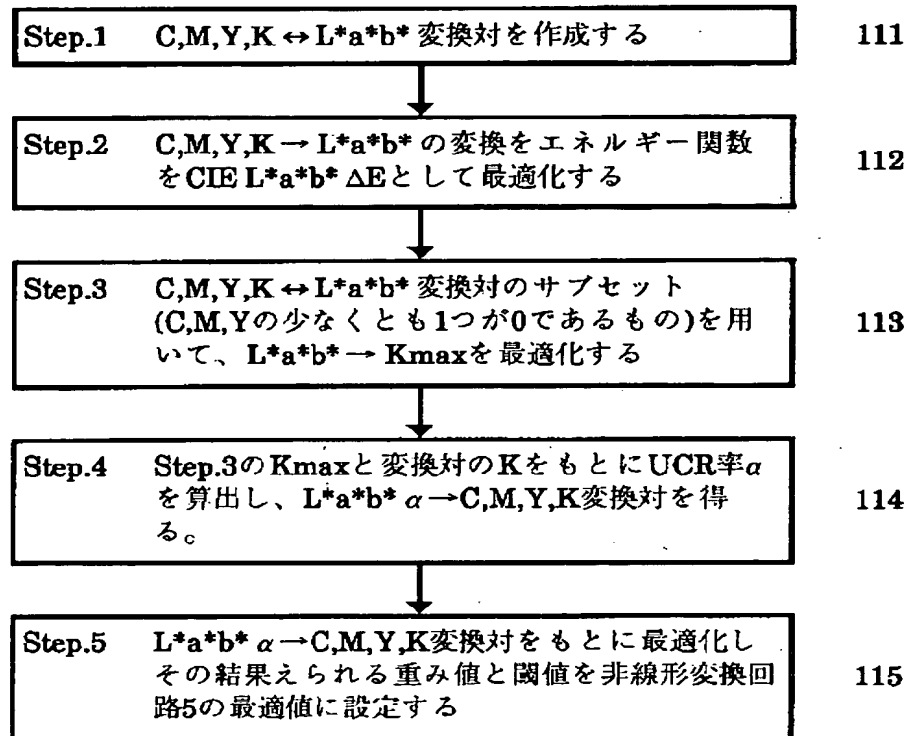 Step.1 C,M,Y,K ↔ L*a*b* 変換対を作成する 111
Step.2 C,M,Y,K → L*a*b* の変換をエネルギー関数
をCIE L*a*b* ΔEとして最適化する 112
Step.3 C,M,Y,K ↔ L*a*b* 変換対のサブセット
(C,M,Yの少なくとも1つが0であるもの)を用
いて、L*a*b* → Kmaxを最適化する 113
Step.4 Step.3のKmaxと変換対のKをもとにUCR率α
を算出し、L*a*b* α→C,M,Y,K変換対を得
る。 114
Step.5 L*a*b* α→C,M,Y,K変換対をもとに最適化し
その結果えられる重み値と閾値を非線形変換回
路5の最適値に設定する 115